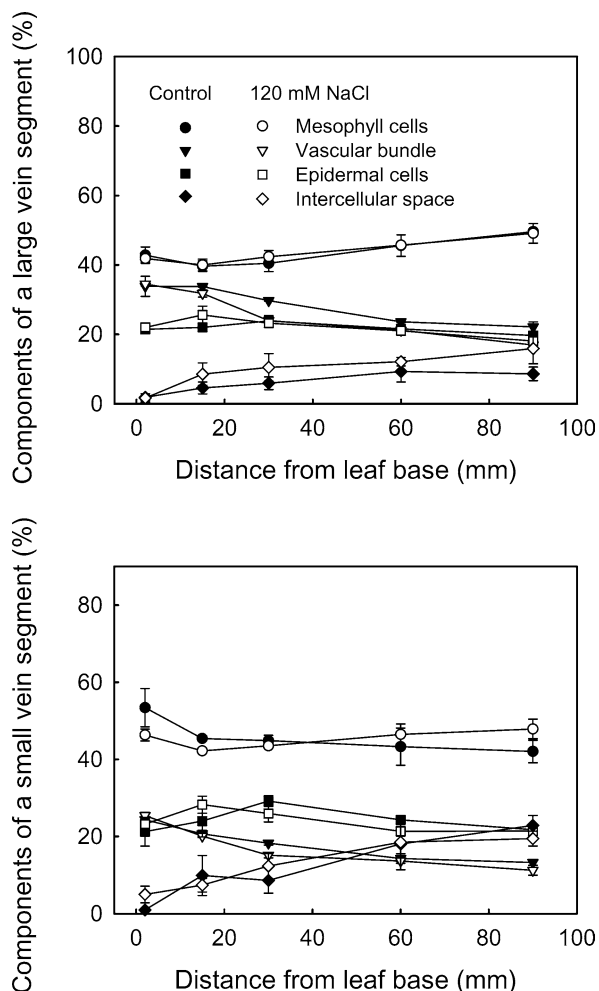 Components of a large vein segment (%)
100
80
60
40
20
0
Control 120 mM NaCl
Mesophyll cells
Vascular bundle
Epidermal cells
Intercellular space
0 20 40 60 80 100
Distance from leaf base (mm)
Components of a small vein segment (%)
80
60
40
20
0
0 20 40 60 80 100
Distance from leaf base (mm)